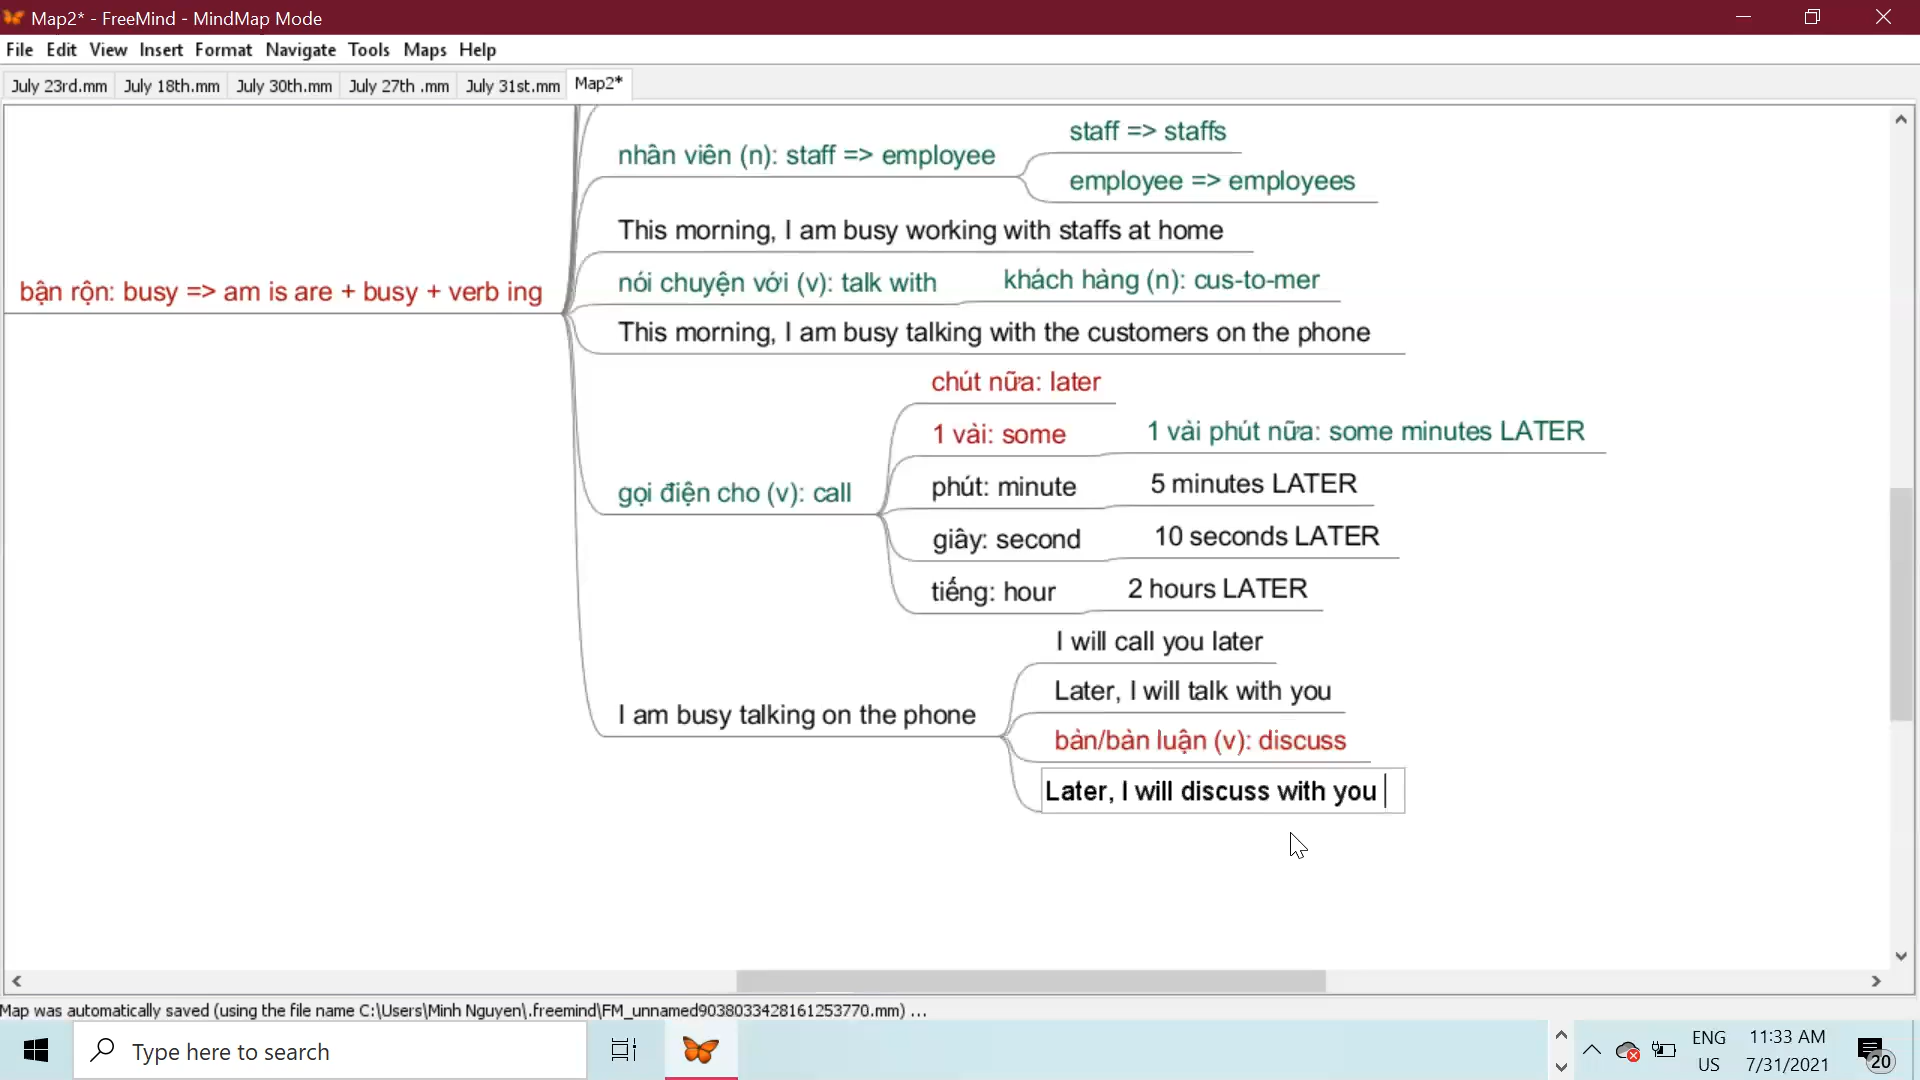 Map2* - FreeMind - MindMap Mode
File Edit View Insert Format Navigate Tools Maps Help
July 23rd.mm July 18th.mm July 30th.mm July 27th .mm July 31st.mm Map2*
staff => staffs
nhân viên (n): staff => employee
employee => employees
This morning, I am busy working with staffs at home
bận rộn: busy => am is are + busy + verb ing
nói chuyện với (v): talk with khách hàng (n): cus-to-mer
This morning, I am busy talking with the customers on the phone
chút nữa: later
1 vài: some 1 vài phút nữa: some minutes LATER
phút: minute 5 minutes LATER
gọi điện cho (v): call
giây: second 10 seconds LATER
tiếng: hour 2 hours LATER
I will call you later
Later, I will talk with you
I am busy talking on the phone
bàn/bàn luận (v): discuss
Later, I will discuss with you
Map was automatically saved (using the file name C:\Users\Minh Nguyen\.freemind\FM_unnamed9038033428161253770.mm) ...
Type here to search
ENG 11:33 AM
US 7/31/2021
20